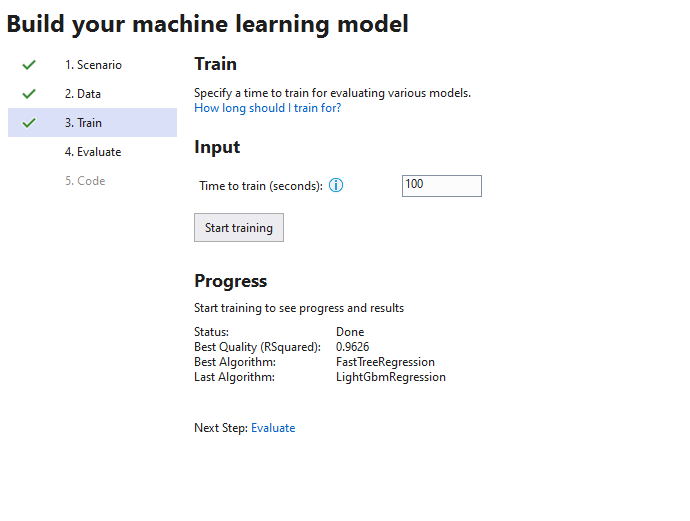 Build your machine learning model
1. Scenario
2. Data
3. Train
4. Evaluate
5. Code
Train
Specify a time to train for evaluating various models.
How long should I train for?
Input
Time to train (seconds): 100
Start training
Progress
Start training to see progress and results
Status: Done
Best Quality (RSquared): 0.9626
Best Algorithm: FastTreeRegression
Last Algorithm: LightGbmRegression
Next Step: Evaluate